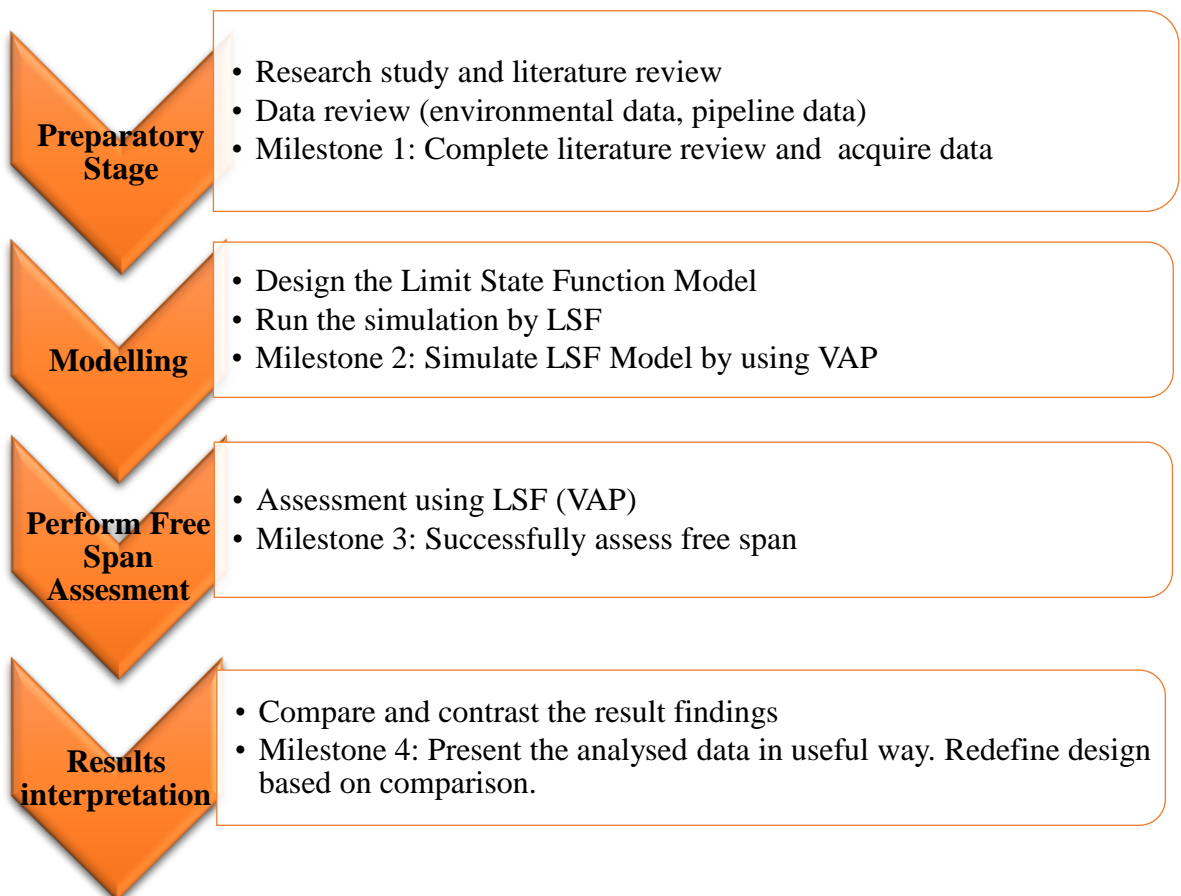 Preparatory
Stage
• Research study and literature review
• Data review (environmental data, pipeline data)
• Milestone 1: Complete literature review and acquire data
Modelling
• Design the Limit State Function Model
• Run the simulation by LSF
• Milestone 2: Simulate LSF Model by using VAP
Perform Free
Span
Assesment
• Assessment using LSF (VAP)
• Milestone 3: Successfully assess free span
Results
interpretation
• Compare and contrast the result findings
• Milestone 4: Present the analysed data in useful way. Redefine design
based on comparison.